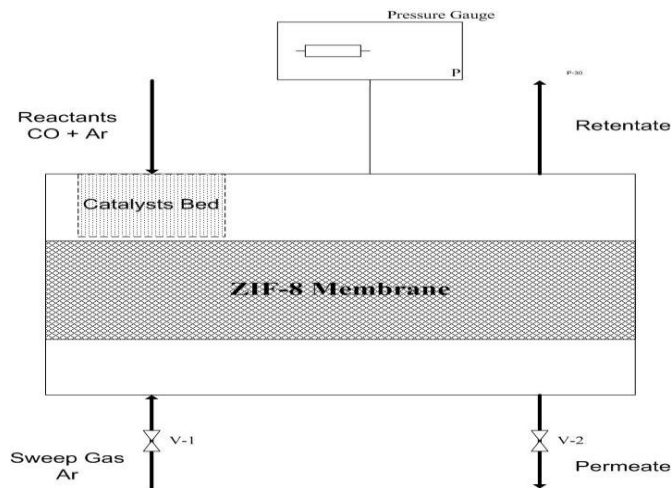 Pressure Gauge
P
P-30
Reactants
CO + Ar
Retentate
Catalysts Bed
ZIF-8 Membrane
V-1
V-2
Sweep Gas
Ar
Permeate